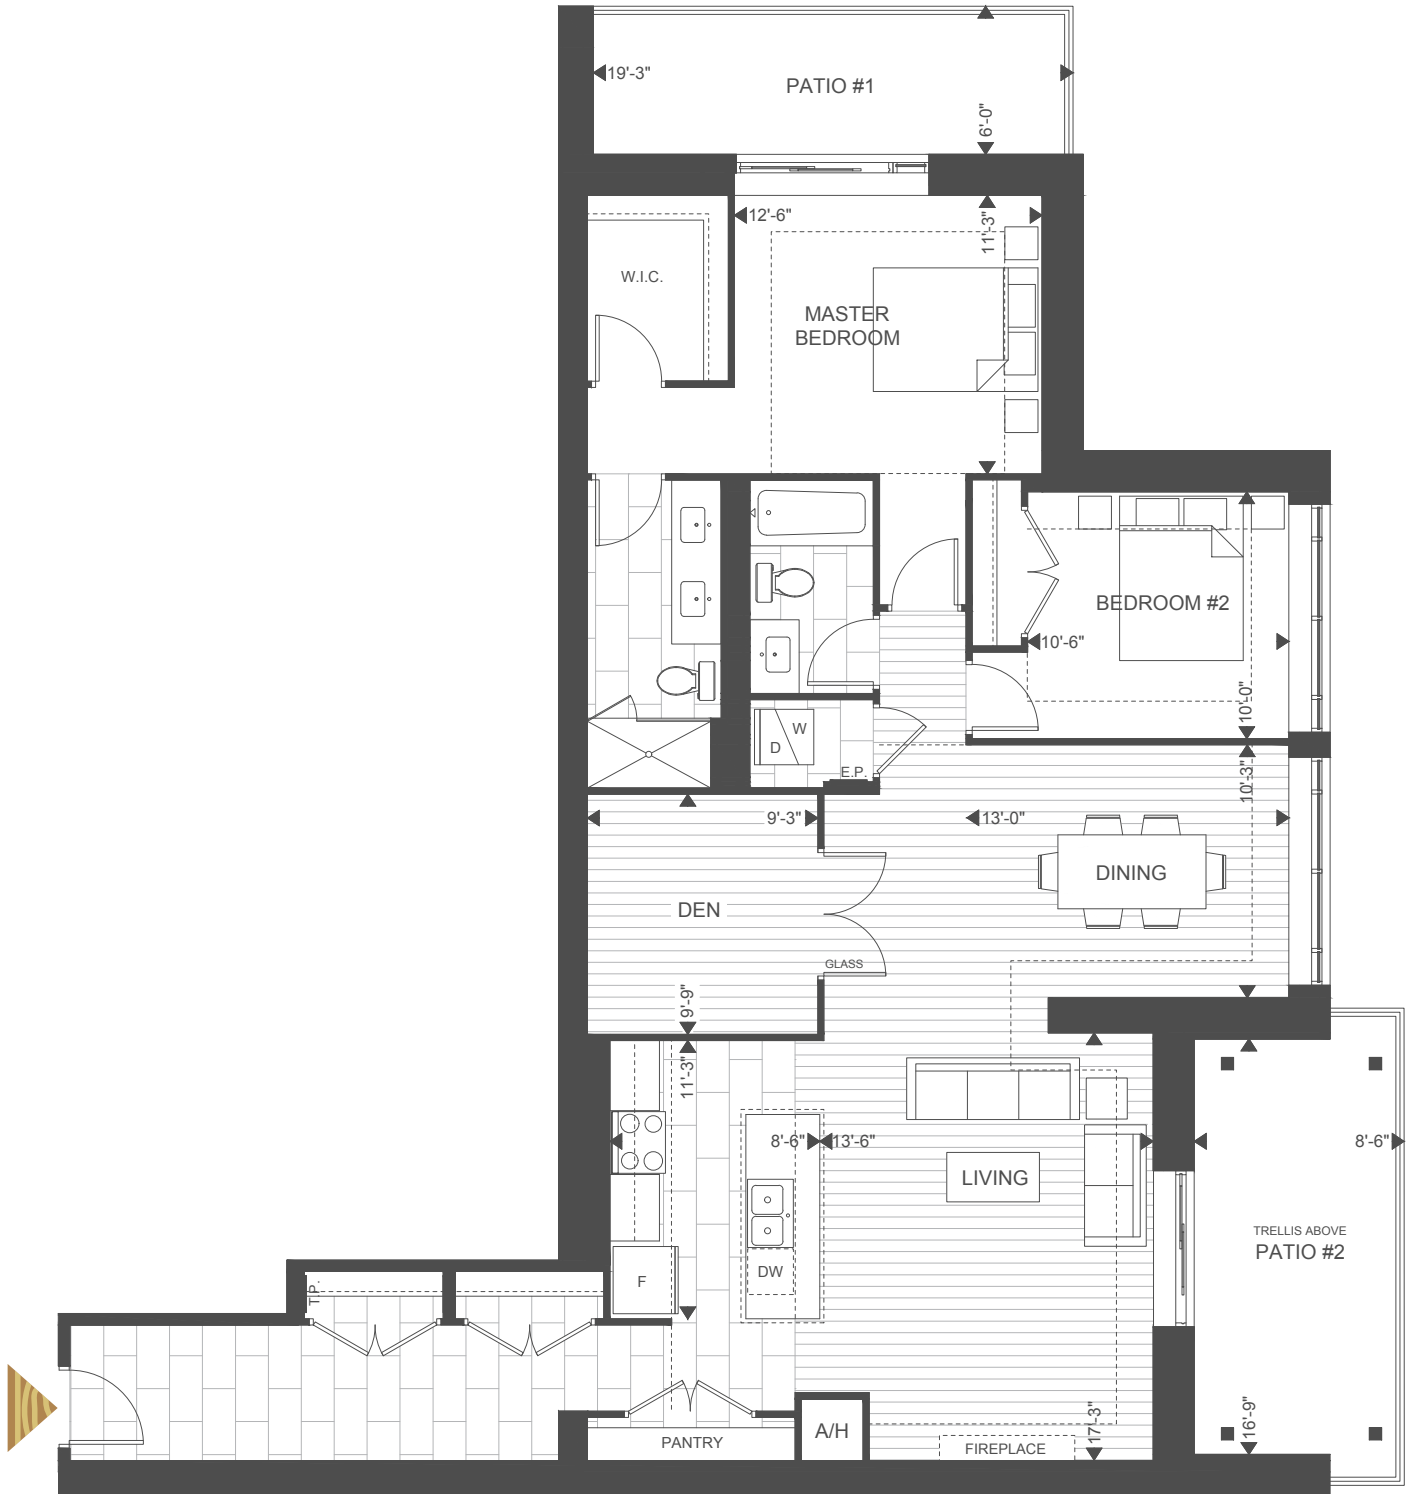 19'-3"
PATIO #1
6'-0"
12'-6"
11'-3"
W.I.C.
MASTER
BEDROOM
BEDROOM #2
10'-6"
10'-0"
W
D
E.P.
10'-3"
9'-3"
13'-0"
DINING
DEN
GLASS
9'-9"
11'-3"
8'-6"
13'-6"
8'-6"
LIVING
TRELLIS ABOVE
PATIO #2
DW
F
T.P.
17'-3"
16'-9"
A/H
PANTRY
FIREPLACE